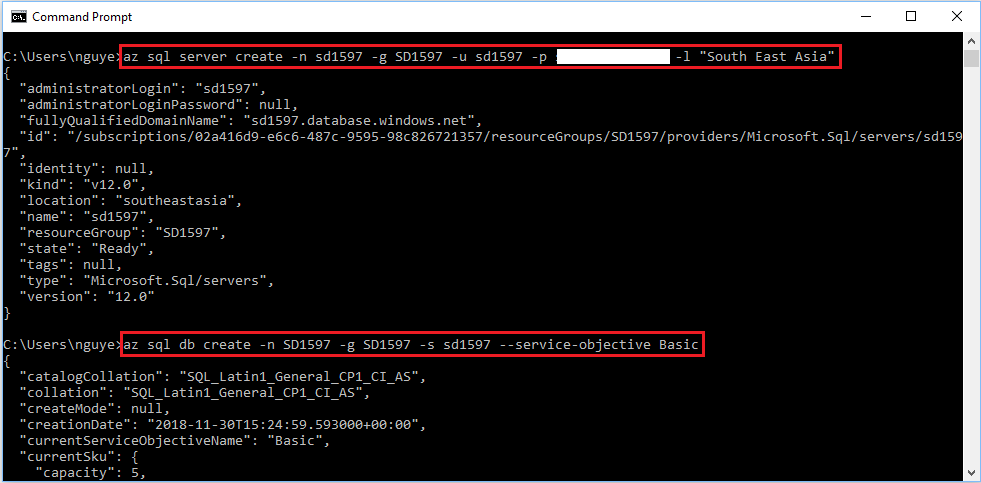 Command Prompt
C:\Users\nguye>az sql server create -n sd1597 -g SD1597 -u sd1597 -p -l "South East Asia"
{
"administratorLogin": "sd1597",
"administratorLoginPassword": null,
"fullyQualifiedDomainName": "sd1597.database.windows.net",
"id": "/subscriptions/02a416d9-e6c6-487c-9595-98c826721357/resourceGroups/SD1597/providers/Microsoft.Sql/servers/sd159
7",
"identity": null,
"kind": "v12.0",
"location": "southeastasia",
"name": "sd1597",
"resourceGroup": "SD1597",
"state": "Ready",
"tags": null,
"type": "Microsoft.Sql/servers",
"version": "12.0"
}
C:\Users\nguye>az sql db create -n SD1597 -g SD1597 -s sd1597 --service-objective Basic
{
"catalogCollation": "SQL_Latin1_General_CP1_CI_AS",
"collation": "SQL_Latin1_General_CP1_CI_AS",
"createMode": null,
"creationDate": "2018-11-30T15:24:59.593000+00:00",
"currentServiceObjectiveName": "Basic",
"currentSku": {
"capacity": 5,